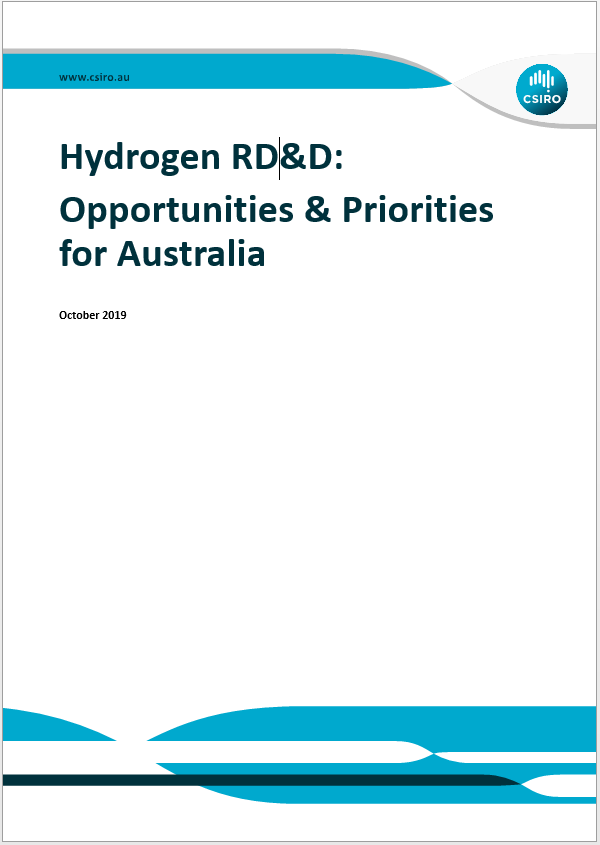 www.csiro.au
CSIRO
Hydrogen RD&D:
Opportunities & Priorities
for Australia
October 2019